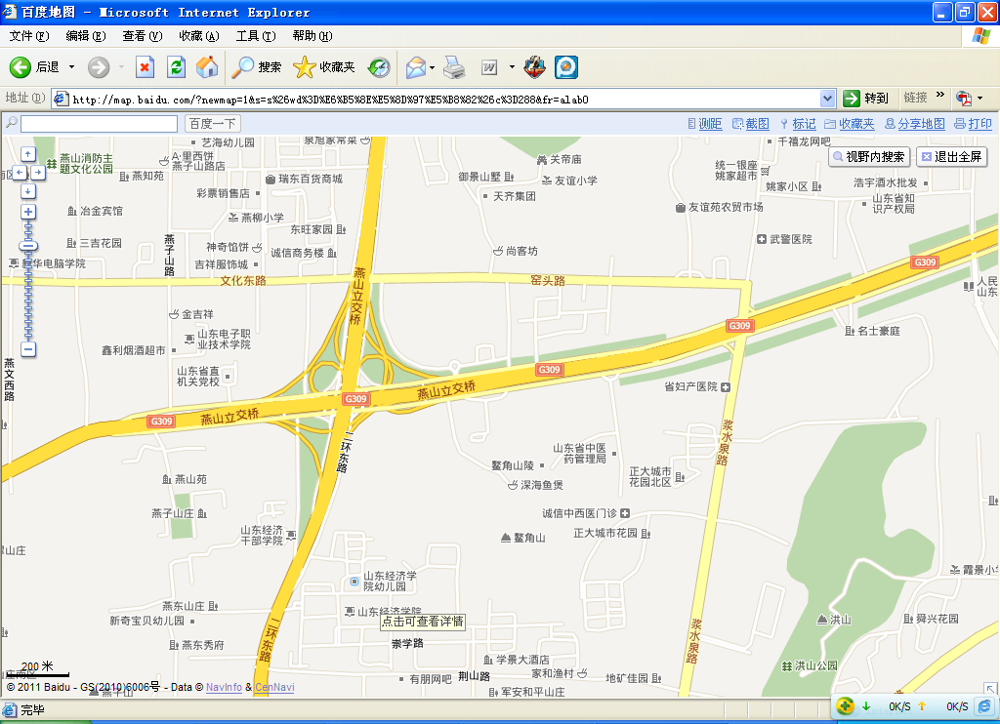 百度地图 - Microsoft Internet Explorer
文件(F) 编辑(E) 查看(V) 收藏(A) 工具(T) 帮助(H)
后退 搜索 收藏夹
地址(D) http://map.baidu.com/?newmap=1&s=s%26wd%3D%E6%B5%8E%E5%8D%97%E5%B8%82%26c%3D288&fr=alab0 转到 链接 »
百度一下 测距 截图 标记 收藏夹 分享地图 打印
视野内搜索 退出全屏
艺海幼儿园
泉旭家常菜
千禧龙网吧
燕山消防主
题文化公园
A·里西饼
燕子山路店
燕知苑
瑞东百货商城
彩票销售店
关帝庙
御景山墅
友谊小学
天齐集团
统一银座
姚家超市
姚家小区
浩宇酒水批发
山东省知
识产权局
友谊苑农贸市场
武警医院
冶金宾馆
燕柳小学
东旺家园
三吉花园
燕子山路
神奇馅饼
诚信商务楼
吉祥服饰城
尚客坊
华电脑学院
文化东路
燕山立交桥
窑头路
G309
人民
山东
金吉祥
山东电子职
业技术学院
鑫利烟酒超市
山东省直
机关党校
燕文西路
G309
名士豪庭
G309
省妇产医院
G309
燕山立交桥
G309
燕山立交桥
二环东路
浆水泉路
山东省中医
药管理局
鳌角山陵
深海鱼煲
正大城市
花园北区
燕山苑
燕子山庄
山东经济
干部学院
诚信中西医门诊
正大城市花园
鳌角山
山庄
山东经济学
院幼儿园
山东经济学院
点击可查看详情
崇学路
燕东山庄
新奇宝贝幼儿园
燕东秀府
二环东路
浆水泉路
霞景小
洪山
舜兴花园
洪山公园
学景大酒店
家和渔村
地矿佳园
有朋网吧
荆山路
军安和平山庄
200 米
© 2011 Baidu - GS(2010)6006号 - Data © NavInfo & CenNavi
完毕
0K/S 0K/S